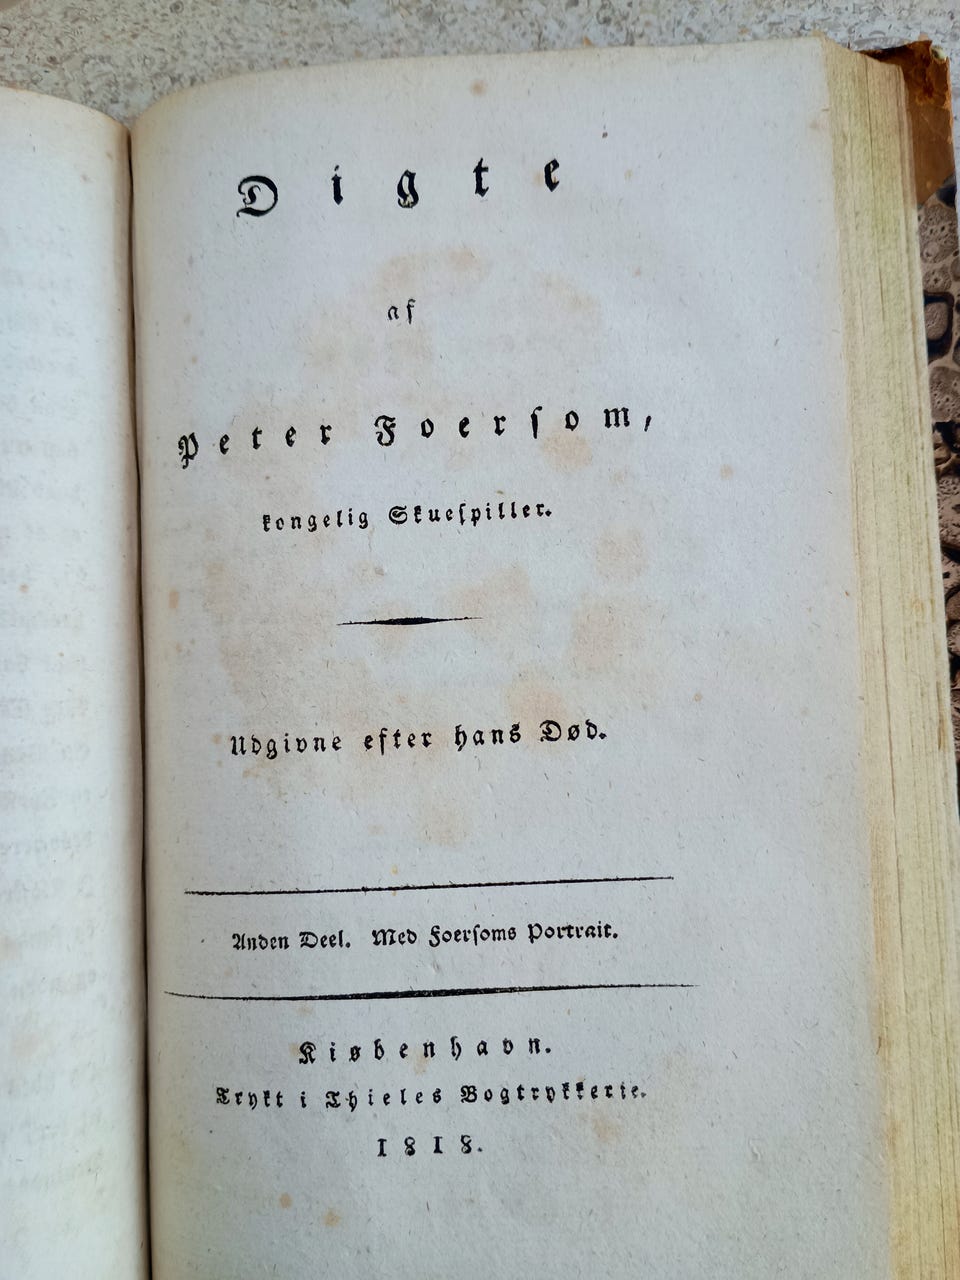 Digte
af
Peter Foerſom,
kongelig Skueſpiller.
Udgivne efter hans Død.
Anden Deel. Med Foerſoms Portrait.
Kiøbenhavn.
Trykt i Thieles Bogtrykkerie.
1818.